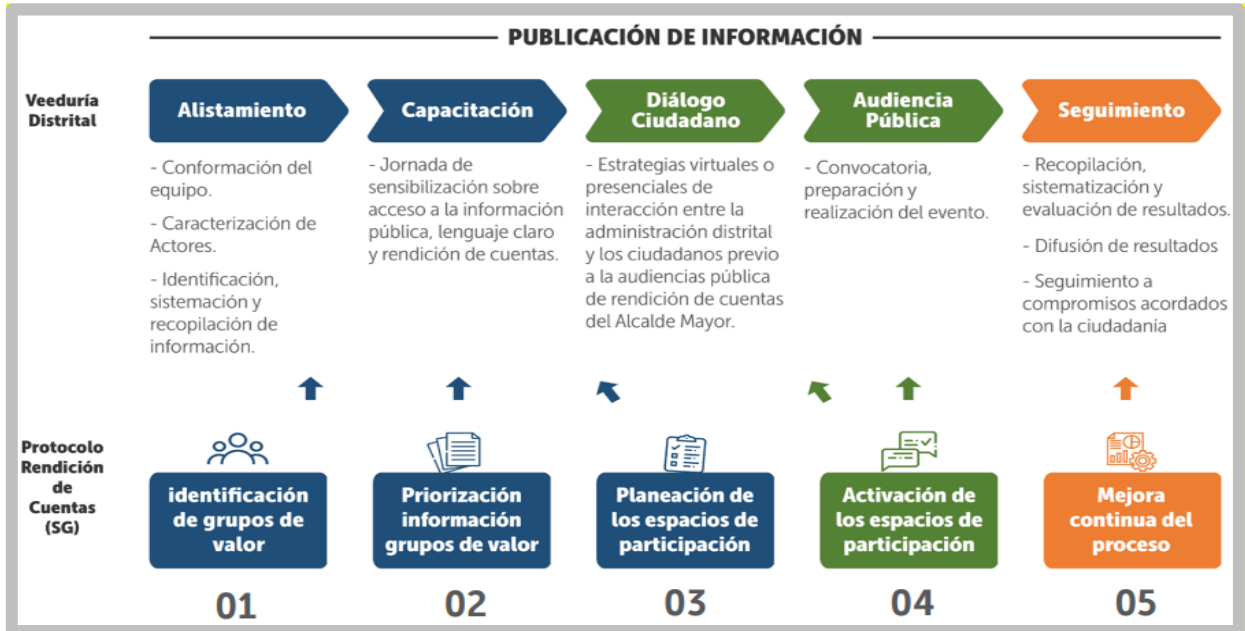 PUBLICACIÓN DE INFORMACIÓN
Veeduría
Distrital
Alistamiento
Capacitación
Diálogo
Ciudadano
Audiencia
Pública
Seguimiento
- Conformación del
equipo.
- Caracterización de
Actores.
- Identificación,
sistemación y
recopilación de
información.
- Jornada de
sensibilización sobre
acceso a la información
pública, lenguaje claro
y rendición de cuentas.
- Estrategias virtuales o
presenciales de
interacción entre la
administración distrital
y los ciudadanos previo
a la audiencias pública
de rendición de cuentas
del Alcalde Mayor.
- Convocatoria,
preparación y
realización del evento.
- Recopilación,
sistematización y
evaluación de resultados.
- Difusión de resultados
- Seguimiento a
compromisos acordados
con la ciudadanía
Protocolo
Rendición
de
Cuentas
(SG)
identificación
de grupos de
valor
Priorización
información
grupos de valor
Planeación de
los espacios de
participación
Activación de
los espacios de
participación
Mejora
continua del
proceso
01
02
03
04
05